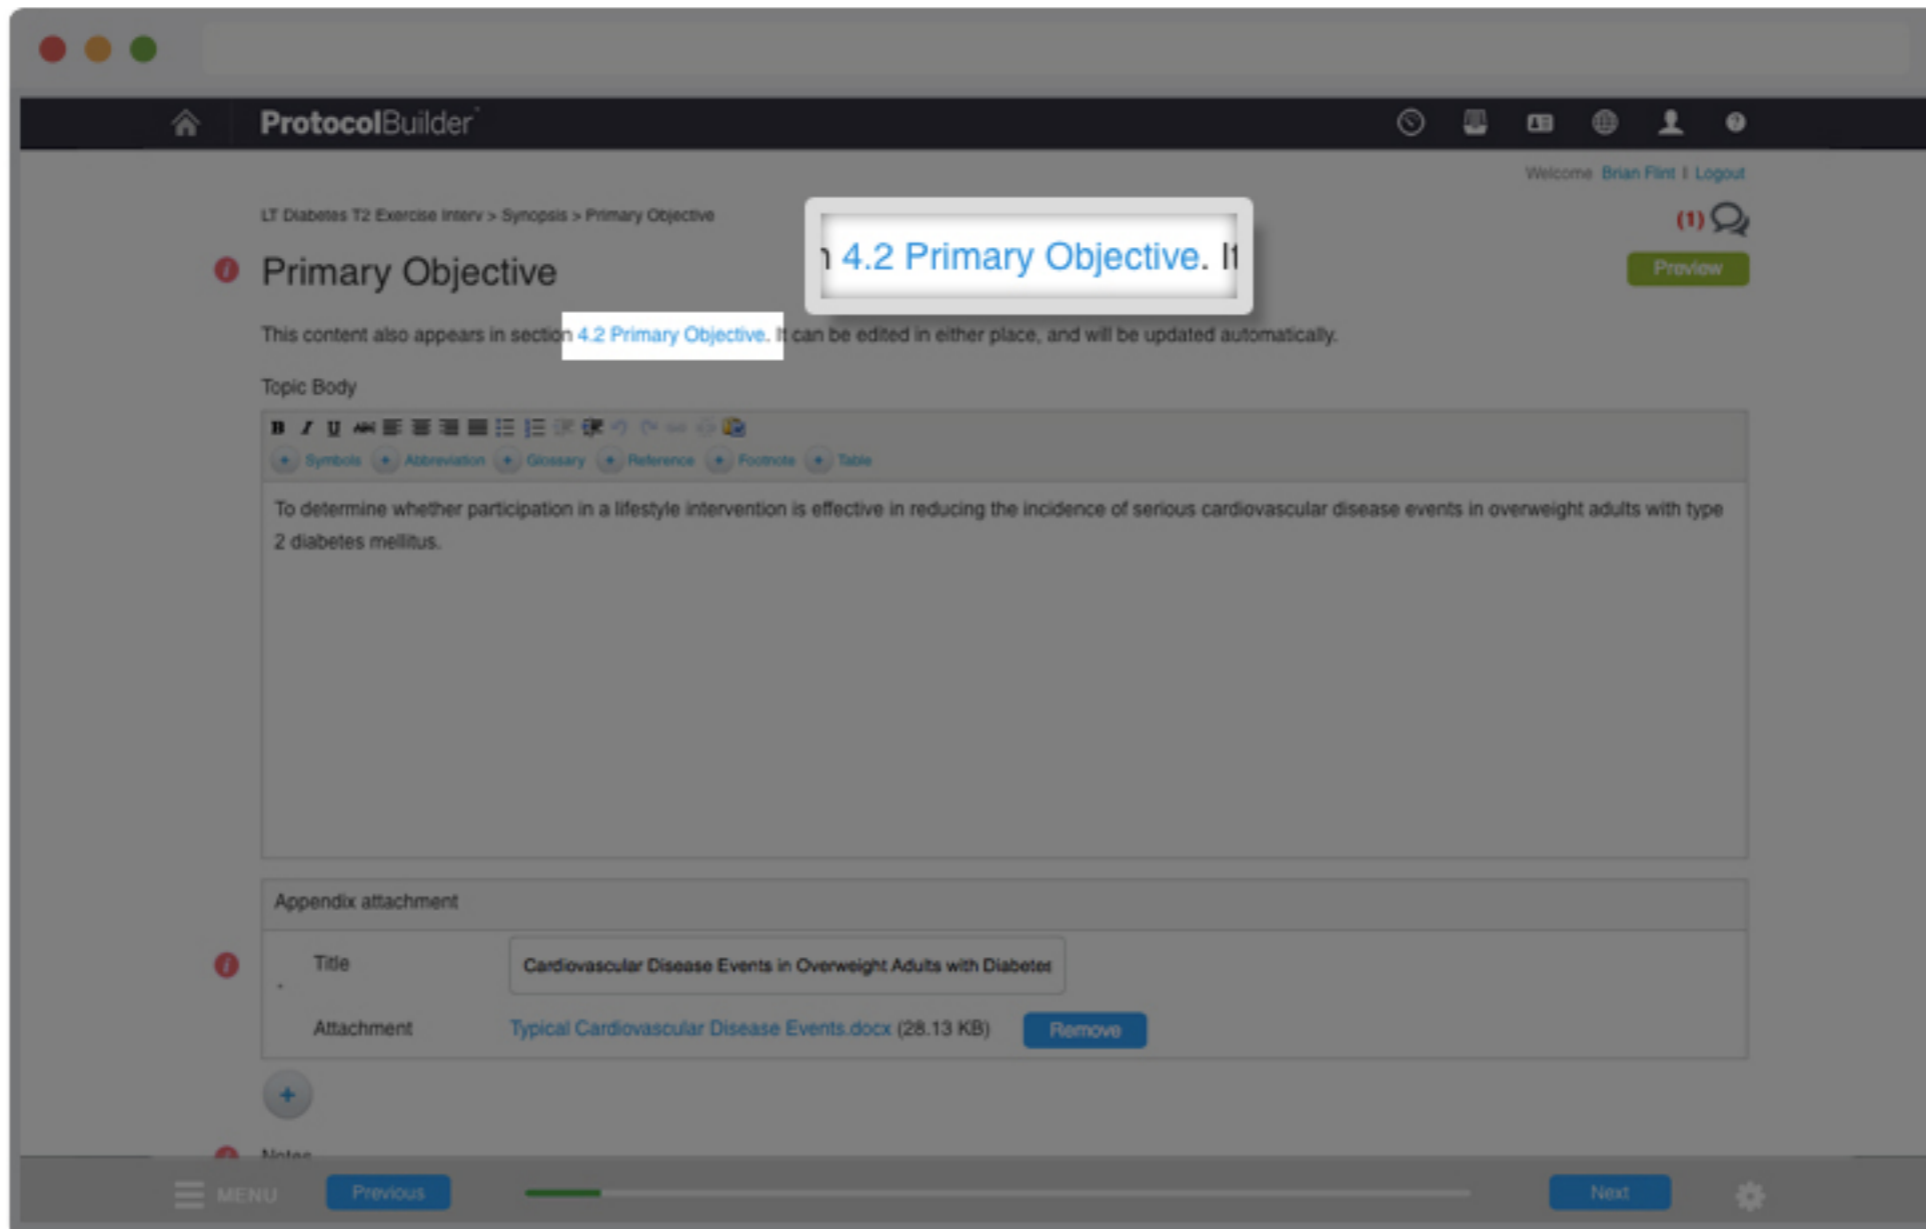 ProtocolBuilder
Welcome Brian Flint | Logout
LT Diabetes T2 Exercise Interv > Synopsis > Primary Objective
(1)
Primary Objective
n 4.2 Primary Objective. It
Preview
This content also appears in section 4.2 Primary Objective. It can be edited in either place, and will be updated automatically.
Topic Body
B I U ABC
Symbols Abbreviation Glossary Reference Footnote Table
To determine whether participation in a lifestyle intervention is effective in reducing the incidence of serious cardiovascular disease events in overweight adults with type
2 diabetes mellitus.
Appendix attachment
Title Cardiovascular Disease Events in Overweight Adults with Diabetes
Attachment Typical Cardiovascular Disease Events.docx (28.13 KB) Remove
Notes
MENU Previous Next